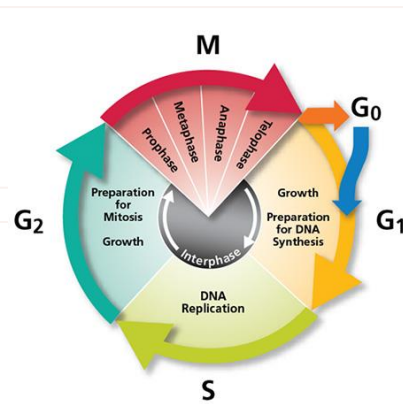 M
Prophase
Metaphase
Anaphase
Telophase
G0
G2
Preparation
for
Mitosis
Growth
Growth
Preparation
for DNA
Synthesis
G1
Interphase
DNA
Replication
S